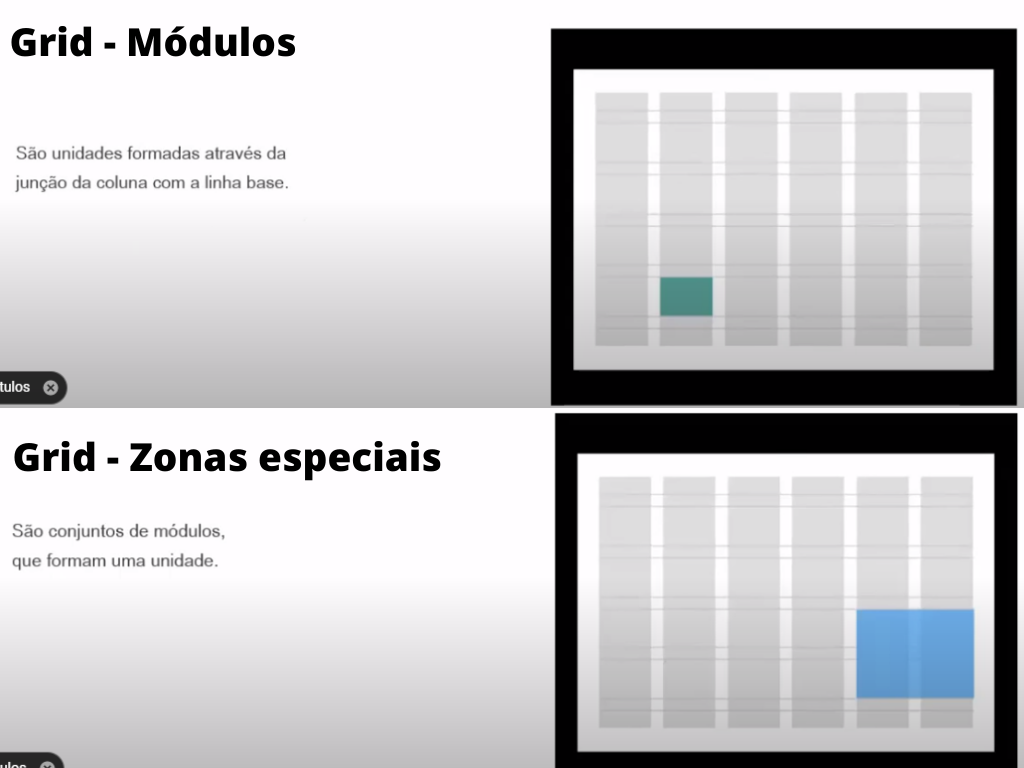 Grid - Módulos
São unidades formadas através da
junção da coluna com a linha base.
tulos
Grid - Zonas especiais
São conjuntos de módulos,
que formam uma unidade.
ulos